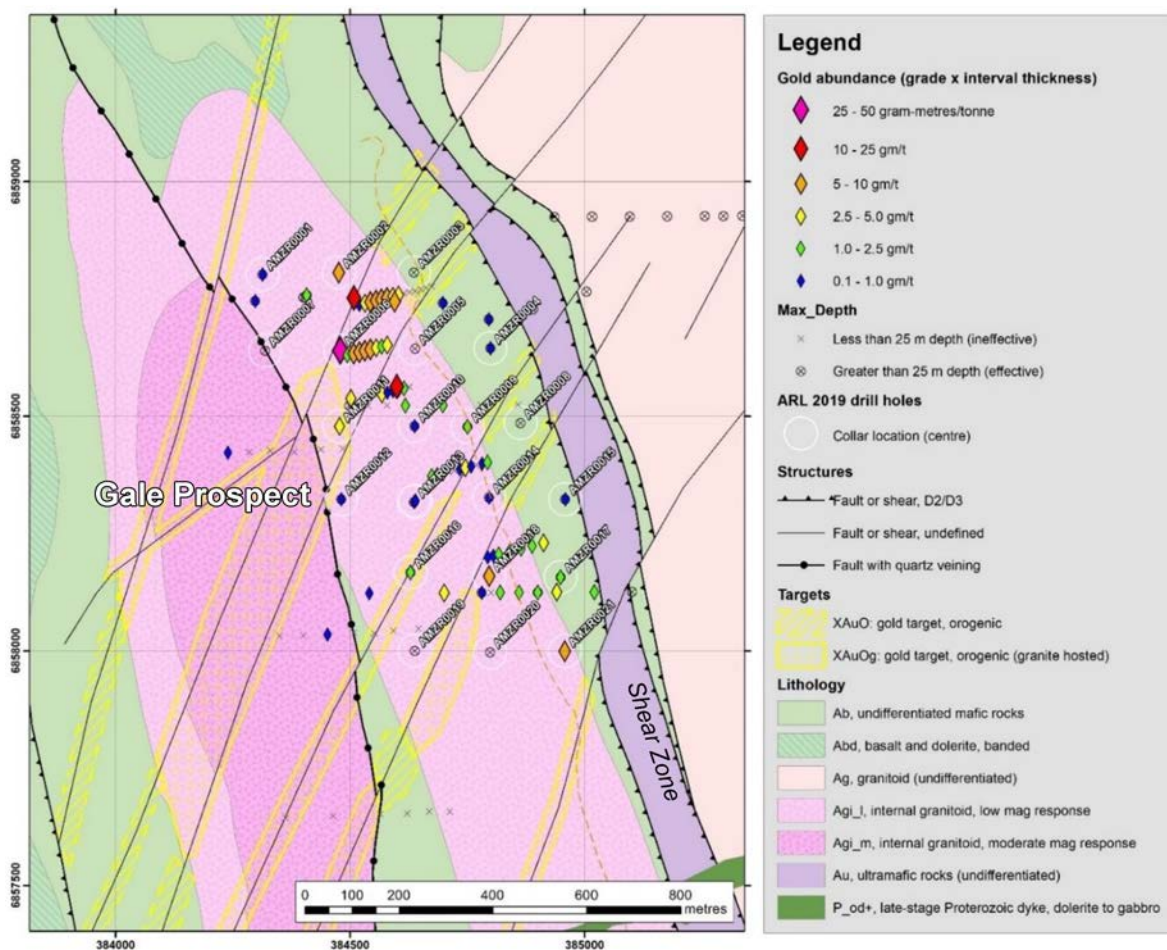 6859000
6858500
6858000
6857500
384000
384500
385000
AMZR0001
AMZR0002
AMZR0003
AMZR0007
AMZR0006
AMZR0005
AMZR0004
AMZR0011
AMZR0010
AMZR0009
AMZR0008
AMZR0012
AMZR0013
AMZR0014
AMZR0015
AMZR0016
AMZR0018
AMZR0017
AMZR0019
AMZR0020
AMZR0021
Gale Prospect
Shear Zone
0 100 200 400 600 800
metres
Legend
Gold abundance (grade x interval thickness)
25 - 50 gram-metres/tonne
10 - 25 gm/t
5 - 10 gm/t
2.5 - 5.0 gm/t
1.0 - 2.5 gm/t
0.1 - 1.0 gm/t
Max_Depth
Less than 25 m depth (ineffective)
Greater than 25 m depth (effective)
ARL 2019 drill holes
Collar location (centre)
Structures
Fault or shear, D2/D3
Fault or shear, undefined
Fault with quartz veining
Targets
XAuO: gold target, orogenic
XAuOg: gold target, orogenic (granite hosted)
Lithology
Ab, undifferentiated mafic rocks
Abd, basalt and dolerite, banded
Ag, granitoid (undifferentiated)
Agi_l, internal granitoid, low mag response
Agi_m, internal granitoid, moderate mag response
Au, ultramafic rocks (undifferentiated)
P_od+, late-stage Proterozoic dyke, dolerite to gabbro